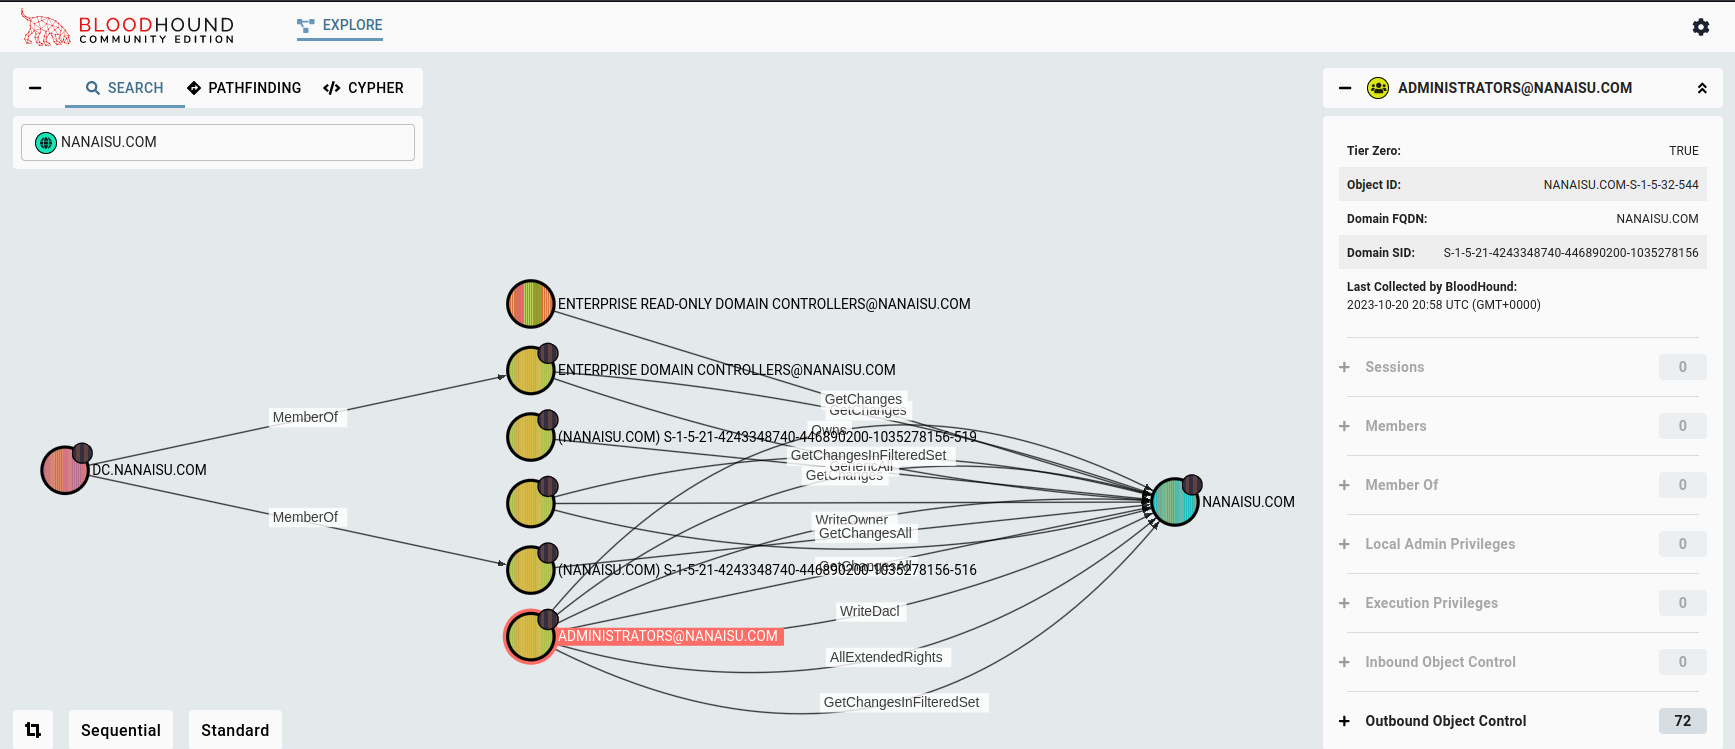 BLOODHOUND
COMMUNITY EDITION
EXPLORE
SEARCH
PATHFINDING
CYPHER
NANAISU.COM
ENTERPRISE READ-ONLY DOMAIN CONTROLLERS@NANAISU.COM
ENTERPRISE DOMAIN CONTROLLERS@NANAISU.COM
GetChanges
GetChanges
MemberOf
Owns
(NANAISU.COM) S-1-5-21-4243348740-446890200-1035278156-519
GetChangesInFilteredSet
GenericAll
DC.NANAISU.COM
GetChanges
NANAISU.COM
MemberOf
WriteOwner
GetChangesAll
GetChangesAll
(NANAISU.COM) S-1-5-21-4243348740-446890200-1035278156-516
WriteDacl
ADMINISTRATORS@NANAISU.COM
AllExtendedRights
GetChangesInFilteredSet
Sequential
Standard
ADMINISTRATORS@NANAISU.COM
Tier Zero: TRUE
Object ID: NANAISU.COM-S-1-5-32-544
Domain FQDN: NANAISU.COM
Domain SID: S-1-5-21-4243348740-446890200-1035278156
Last Collected by BloodHound:
2023-10-20 20:58 UTC (GMT+0000)
Sessions 0
Members 0
Member Of 0
Local Admin Privileges 0
Execution Privileges 0
Inbound Object Control 0
Outbound Object Control 72